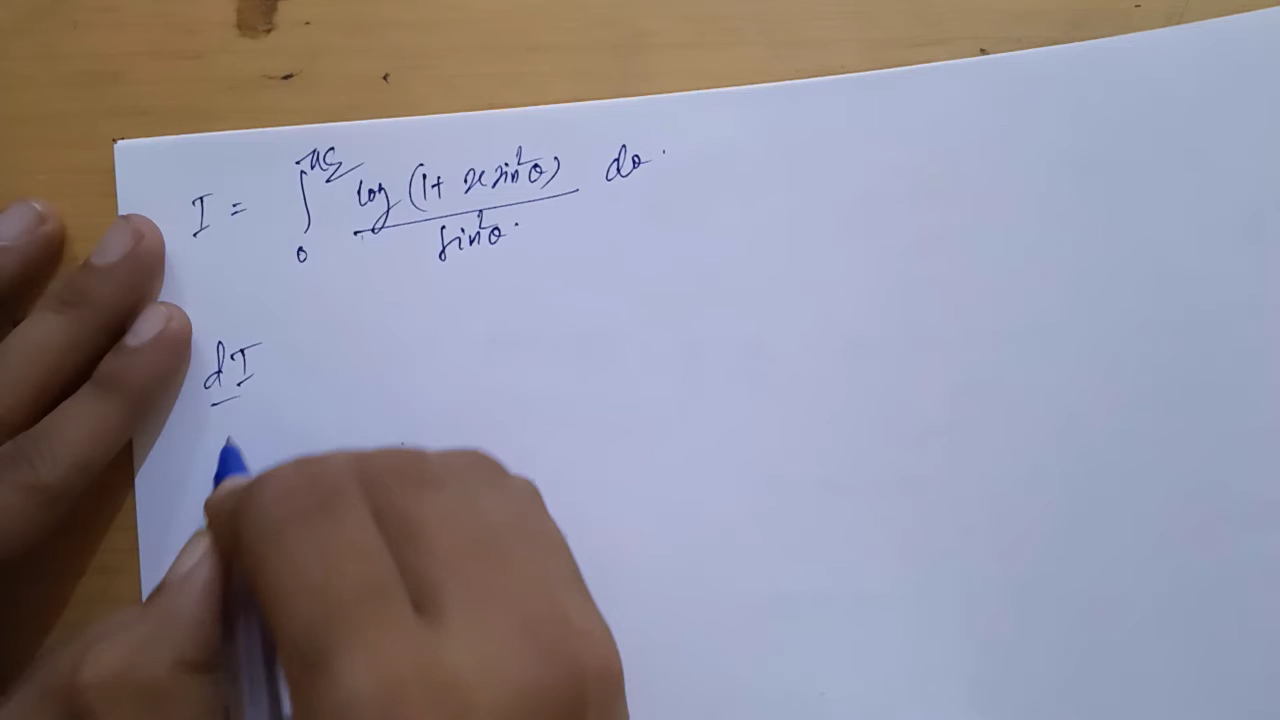 I = ∫₀^{π/2} log (1 + x sin²θ) / sin²θ dθ.
dI